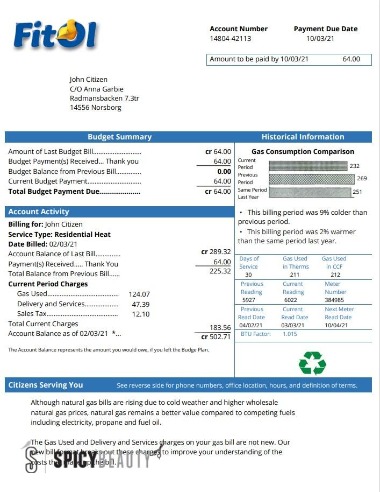 FitOl
Account Number Payment Due Date
14804 42113 10/03/21
Amount to be paid by 10/03/21 64.00
John Citizen
C/O Anna Garbie
Radmansbacken 7.3tr
14556 Norsborg
Budget Summary
Amount of Last Budget Bill.................... cr 64.00
Budget Payment(s) Received... Thank you 64.00
Budget Balance from Previous Bill............. 0.00
Current Budget Payment..................... 64.00
Total Budget Payment Due................... cr 64.00
Historical Information
Gas Consumption Comparison
Current Period 232
Previous Period 269
Same Period Last Year 251
• This billing period was 9% colder than
previous period.
• This billing period was 2% warmer
than the same period last year.
Account Activity
Billing for: John Citizen
Service Type: Residential Heat
Date Billed: 02/03/21
Account Balance of Last Bill.......... cr 289.32
Payment(s) Received..... Thank You 64.00
Total Balance from Previous Bill...... 225.32
Current Period Charges
Gas Used................................ 124.07
Delivery and Services................ 47.39
Sales Tax............................... 12.10
Total Current Charges 183.56
Account Balance as of 02/03/21 *... cr 502.71
Days of Service Gas Used in Therms Gas Used in CCF
30 211 212
Previous Reading Current Reading Meter Number
5927 6022 384985
Previous Read Date Current Read Date Next Meter Read Date
04/02/21 03/03/21 10/04/21
BTU Factor: 1.015
The Account Balance represents the amount you would owe, if you left the Budge Plan.
Citizens Serving You See reverse side for phone numbers, office location, hours, and definition of terms.
Although natural gas bills are rising due to cold weather and higher wholesale
natural gas prices, natural gas remains a better value compared to competing fuels
including electricity, propane and fuel oil.
The Gas Used and Delivery and Services charges on your gas bill are not new. Our
new bill format breaks out these charges to improve your understanding of the
costs that make up the bill.
SPICYBEAUTY